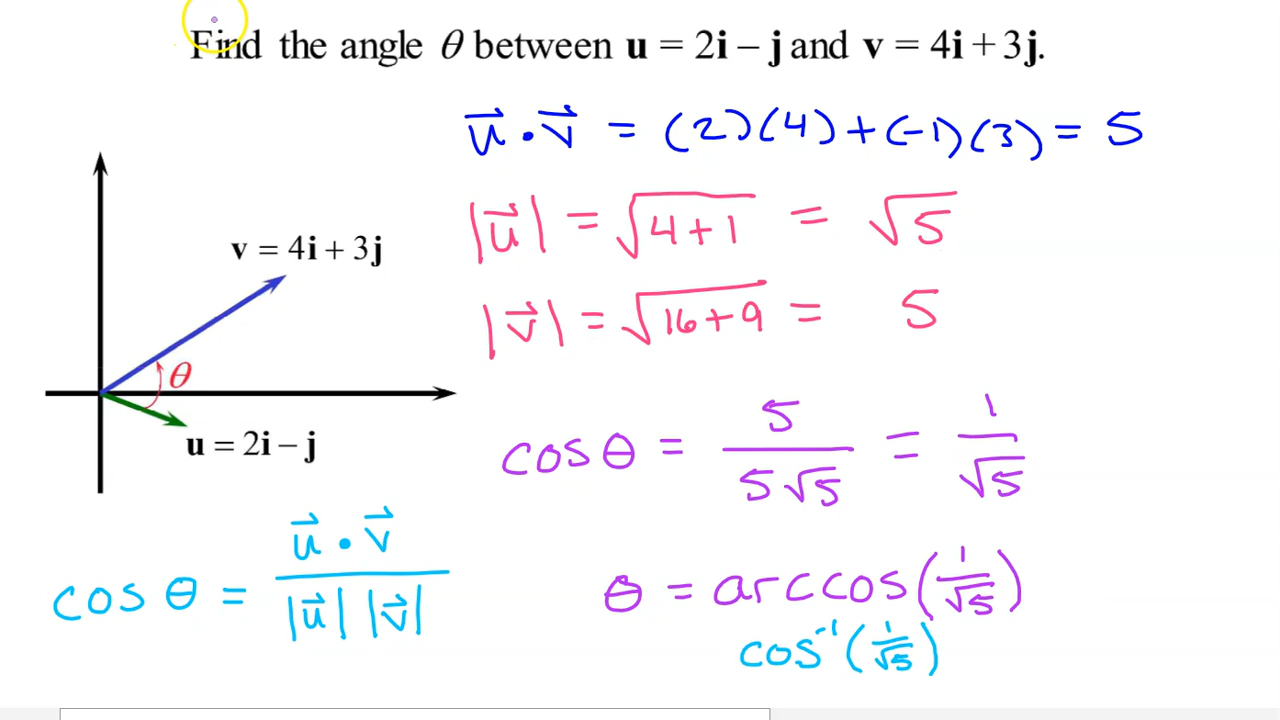 Find the angle θ between u = 2i – j and v = 4i + 3j.
u⃗ • v⃗ = (2)(4) + (-1)(3) = 5
|u⃗| = √(4+1) = √5
v = 4i + 3j
|v⃗| = √(16+9) = 5
θ
u = 2i – j
cos θ = 5/(5√5) = 1/√5
cos θ = (u⃗ • v⃗)/(|u⃗| |v⃗|)
θ = arccos(1/√5)
cos⁻¹(1/√5)